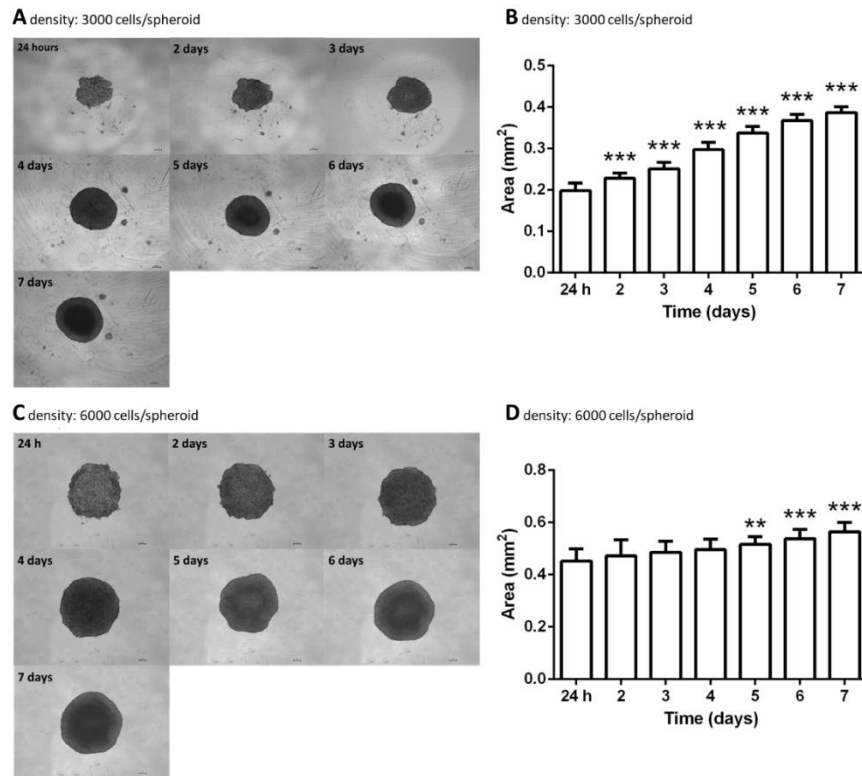 A density: 3000 cells/spheroid
24 hours
2 days
3 days
4 days
5 days
6 days
7 days
B density: 3000 cells/spheroid
Area (mm²)
0.5
0.4
0.3
0.2
0.1
0.0
*** *** *** *** *** ***
24 h 2 3 4 5 6 7
Time (days)
C density: 6000 cells/spheroid
24 h
2 days
3 days
4 days
5 days
6 days
7 days
D density: 6000 cells/spheroid
Area (mm²)
0.8
0.6
0.4
0.2
0.0
** *** ***
24 h 2 3 4 5 6 7
Time (days)